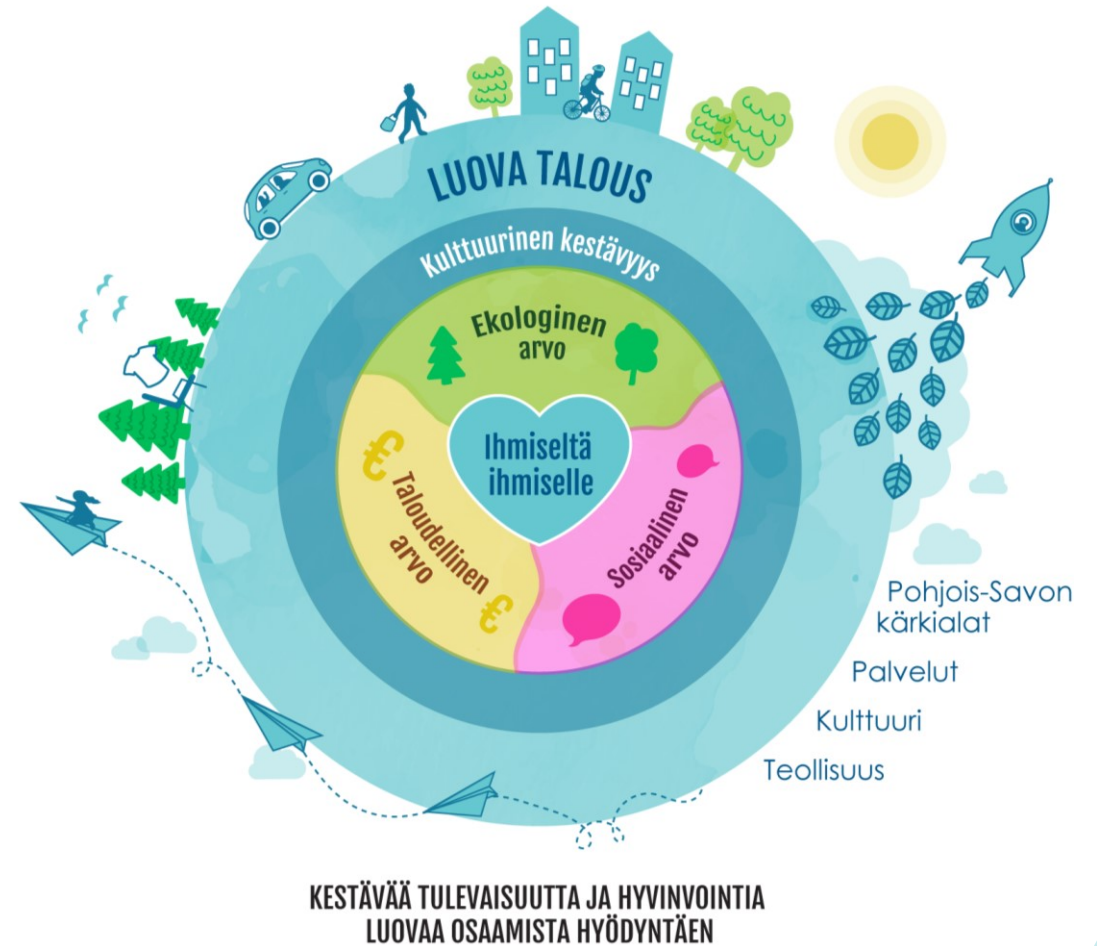 LUOVA TALOUS
Kulttuurinen kestävyys
Ekologinen
arvo
Ihmiseltä
ihmiselle
Taloudellinen
arvo
Sosiaalinen
arvo
€
€
Pohjois-Savon
kärkialat
Palvelut
Kulttuuri
Teollisuus
KESTÄVÄÄ TULEVAISUUTTA JA HYVINVOINTIA
LUOVAA OSAAMISTA HYÖDYNTÄEN